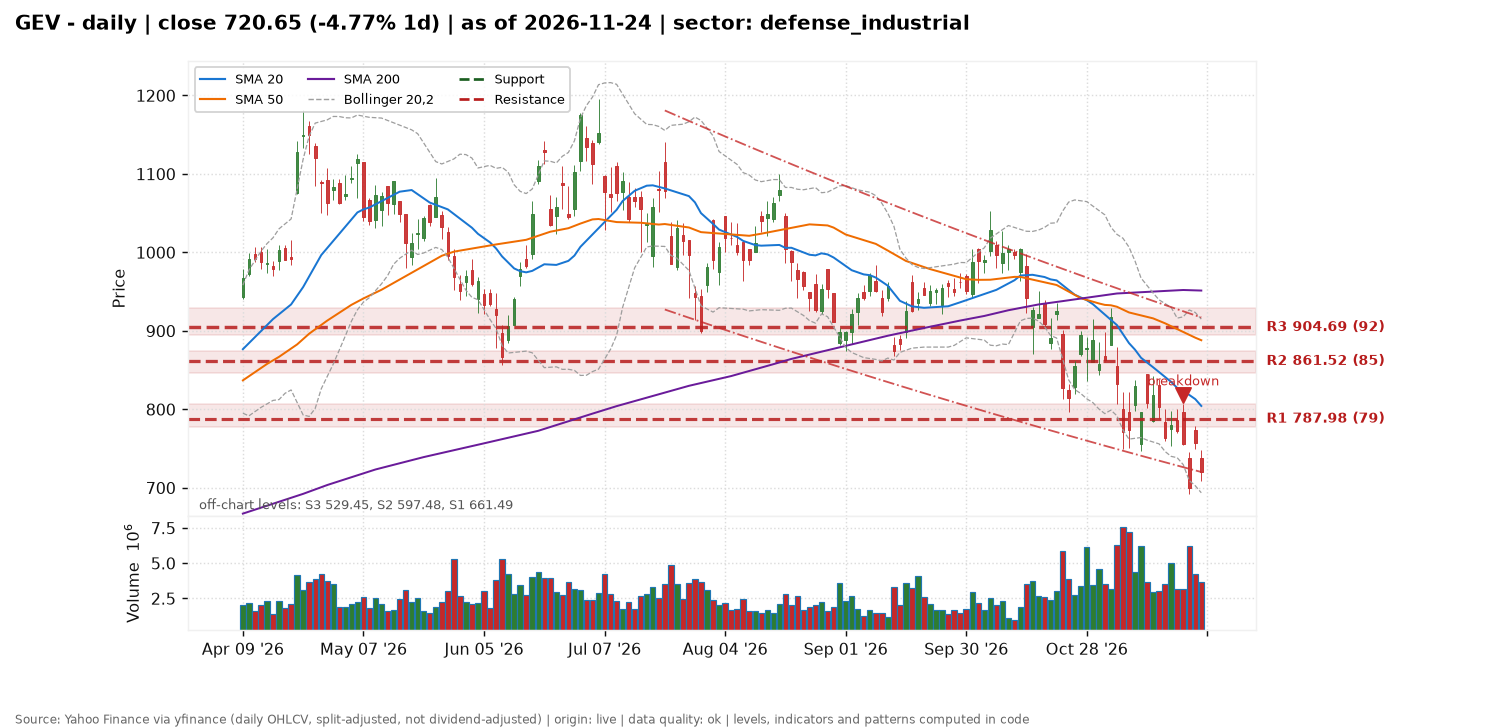 GEV - daily | close 720.65 (-4.77% 1d) | as of 2026-11-24 | sector: defense_industrial
SMA 20
SMA 50
SMA 200
Bollinger 20,2
Support
Resistance
Price
1200
1100
1000
900
800
700
R3 904.69 (92)
R2 861.52 (85)
breakdown
R1 787.98 (79)
off-chart levels: S3 529.45, S2 597.48, S1 661.49
Volume 10⁶
7.5
5.0
2.5
Apr 09 '26
May 07 '26
Jun 05 '26
Jul 07 '26
Aug 04 '26
Sep 01 '26
Sep 30 '26
Oct 28 '26
Source: Yahoo Finance via yfinance (daily OHLCV, split-adjusted, not dividend-adjusted) | origin: live | data quality: ok | levels, indicators and patterns computed in code